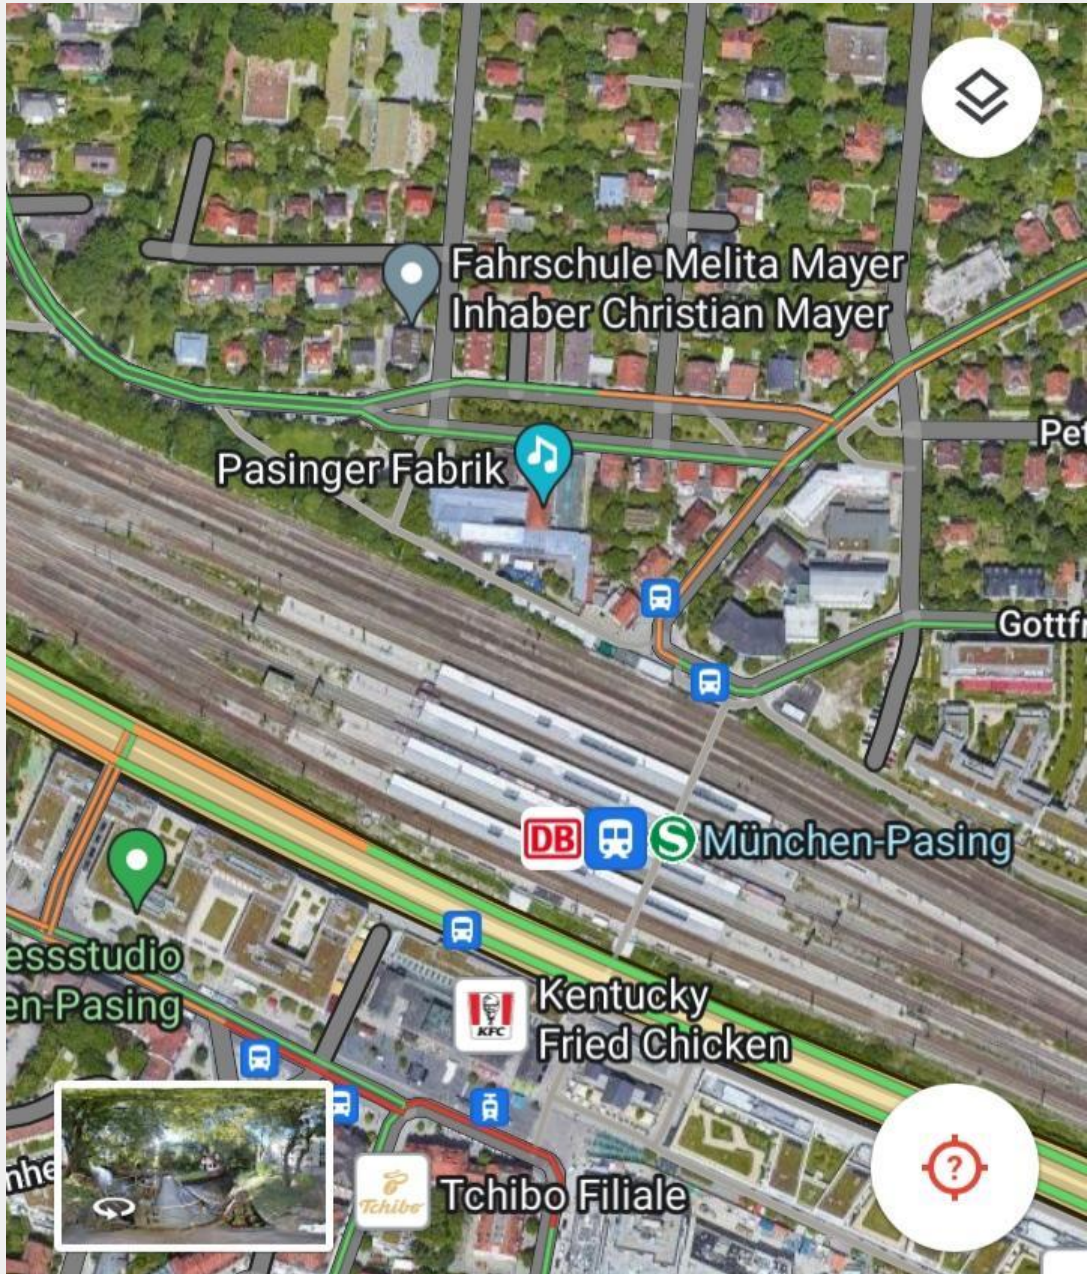 Fahrschule Melita Mayer
Inhaber Christian Mayer
Pet
Pasinger Fabrik
Gottfr
DB
S
München-Pasing
essstudio
en-Pasing
KFC
Kentucky
Fried Chicken
?
nhe
Tchibo
Tchibo Filiale